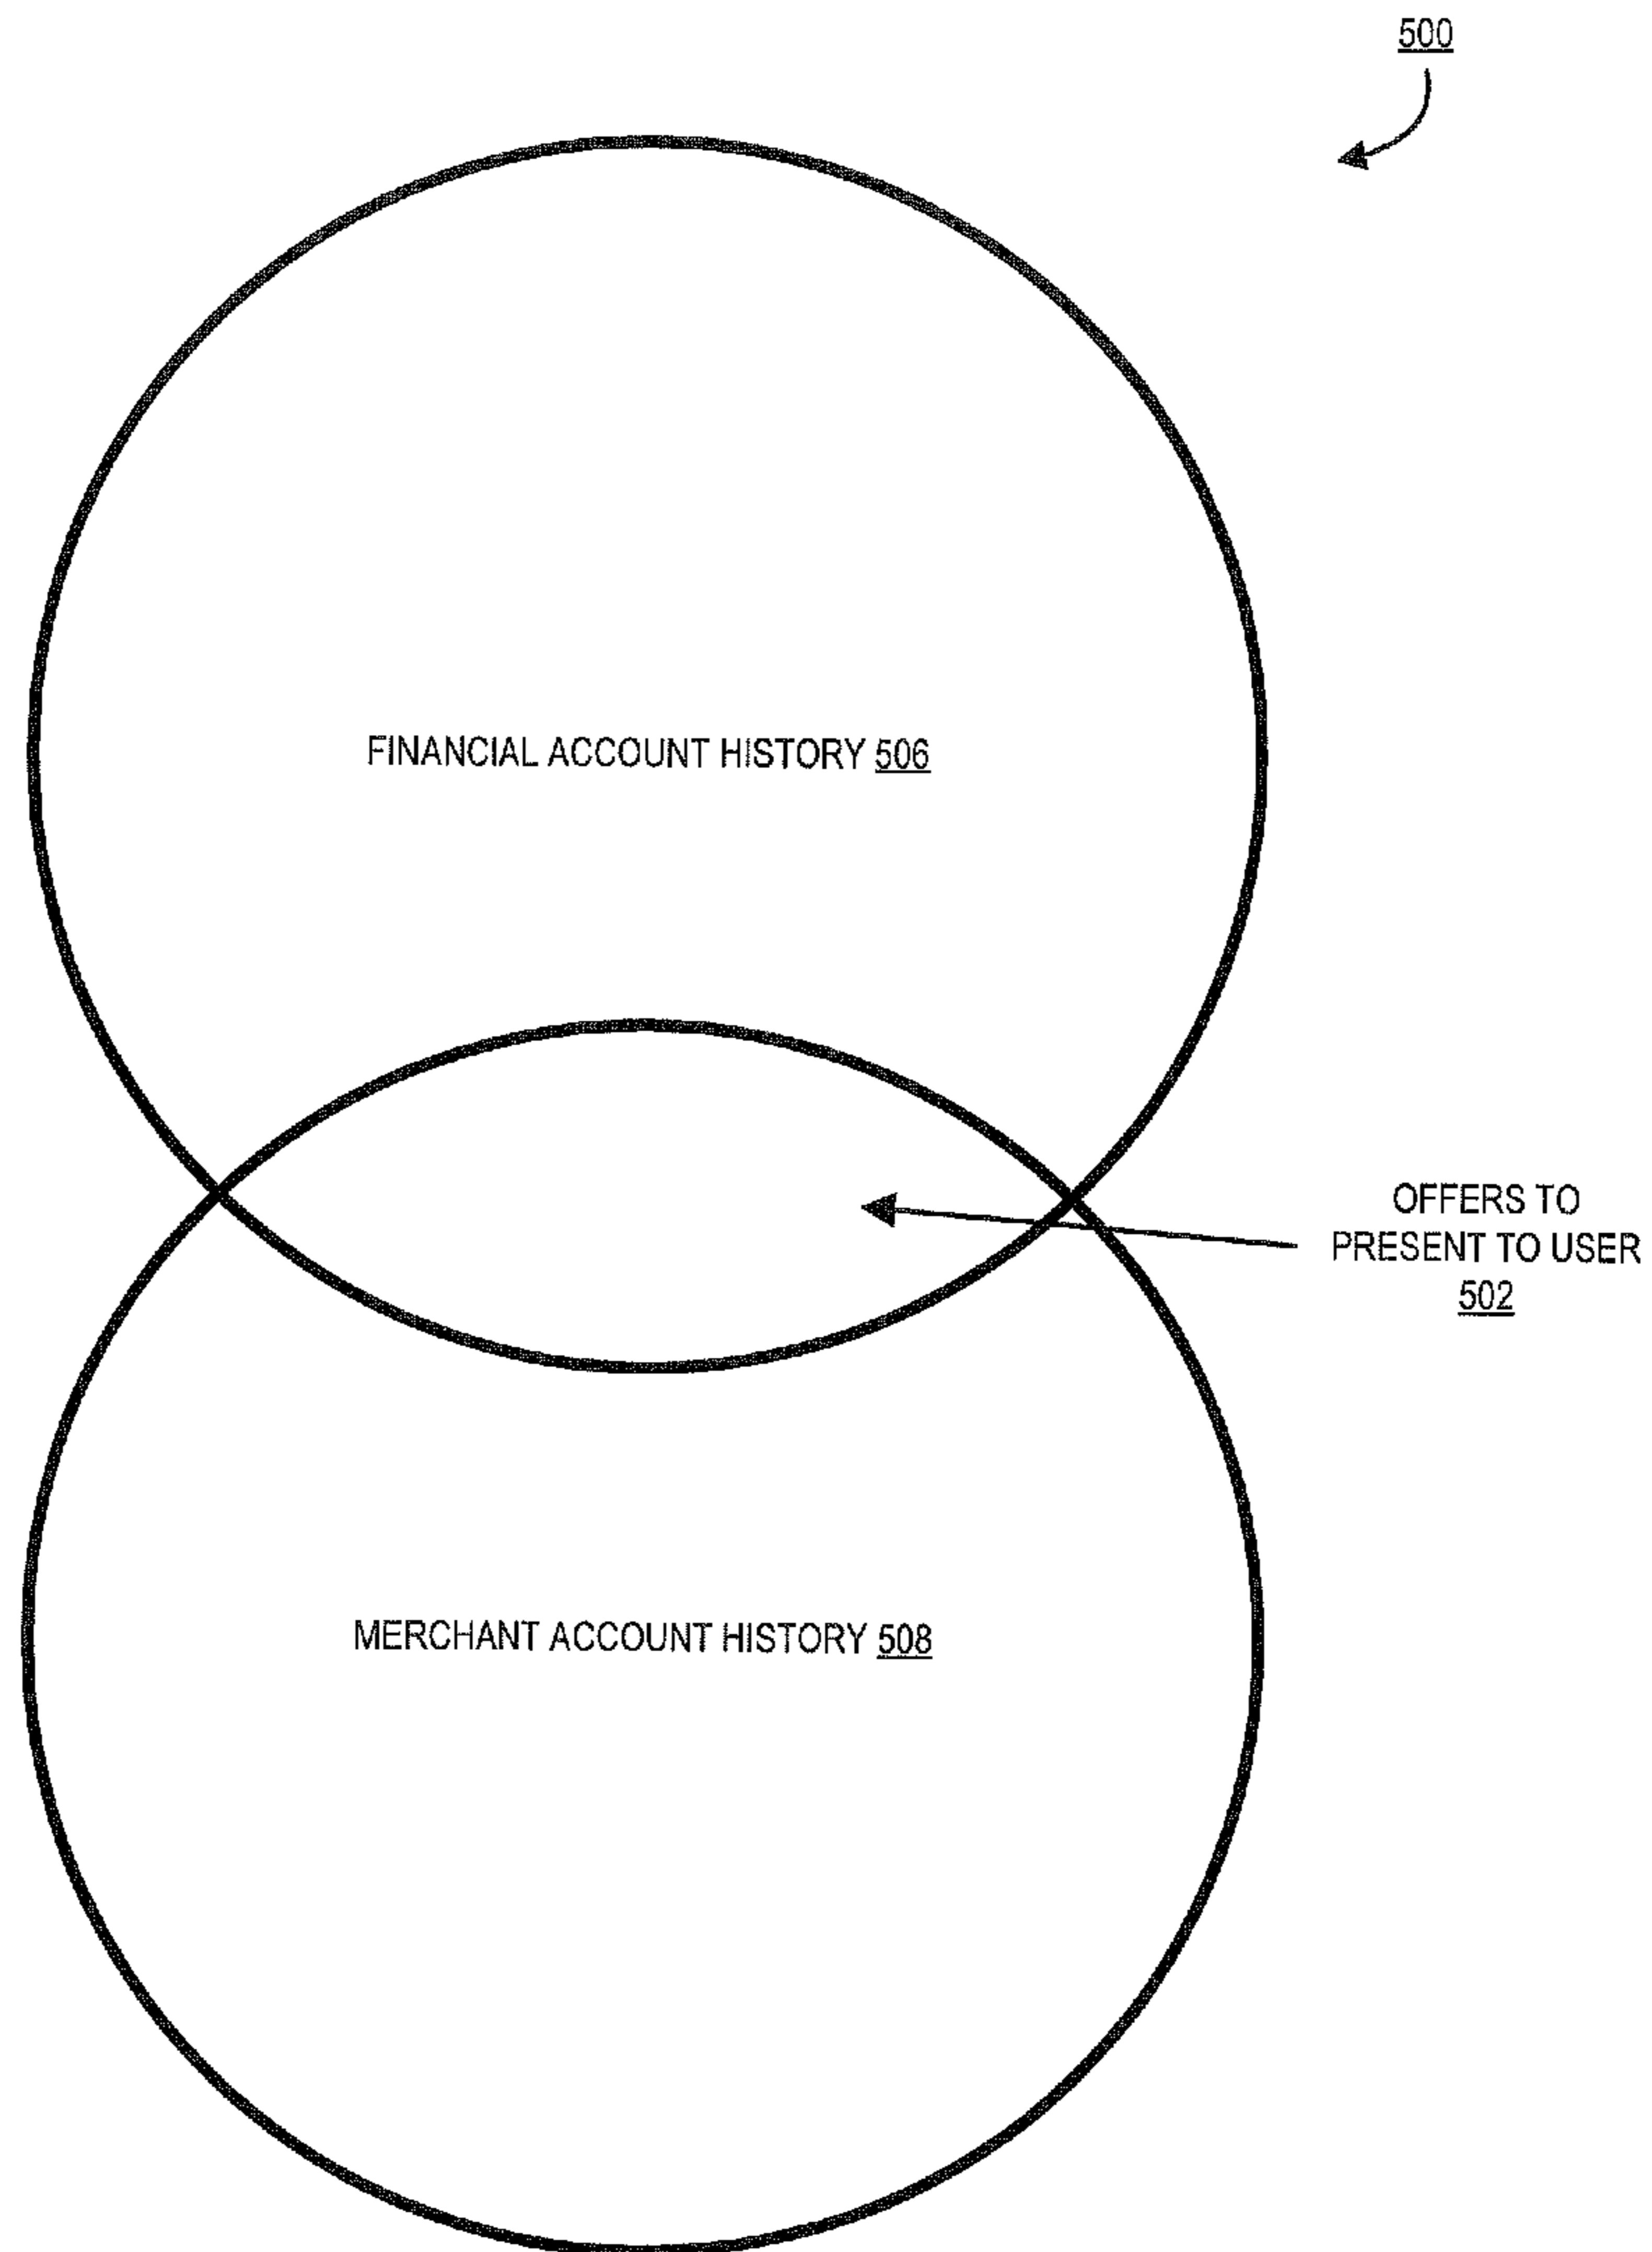 500
FINANCIAL ACCOUNT HISTORY 506
OFFERS TO
PRESENT TO USER
502
MERCHANT ACCOUNT HISTORY 508